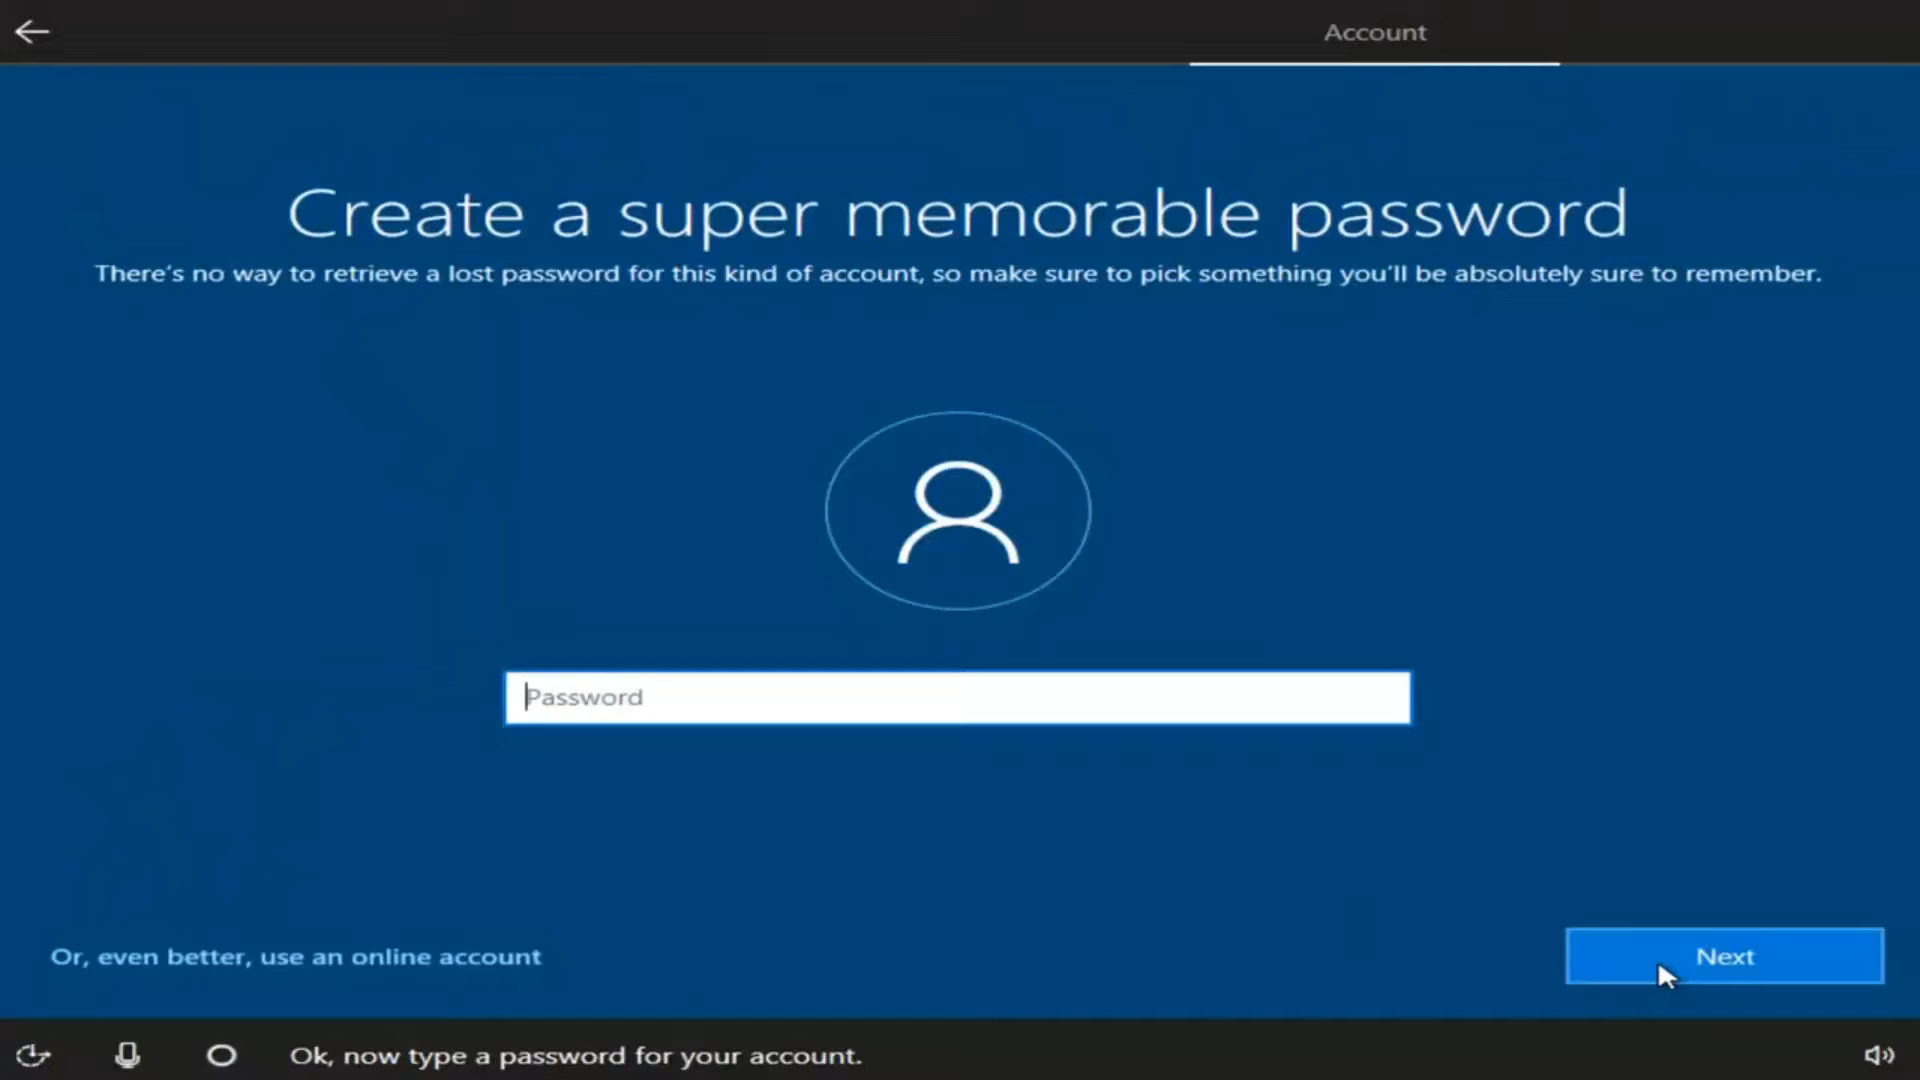 Account
Create a super memorable password
There's no way to retrieve a lost password for this kind of account, so make sure to pick something you'll be absolutely sure to remember.
Password
Or, even better, use an online account
Next
Ok, now type a password for your account.